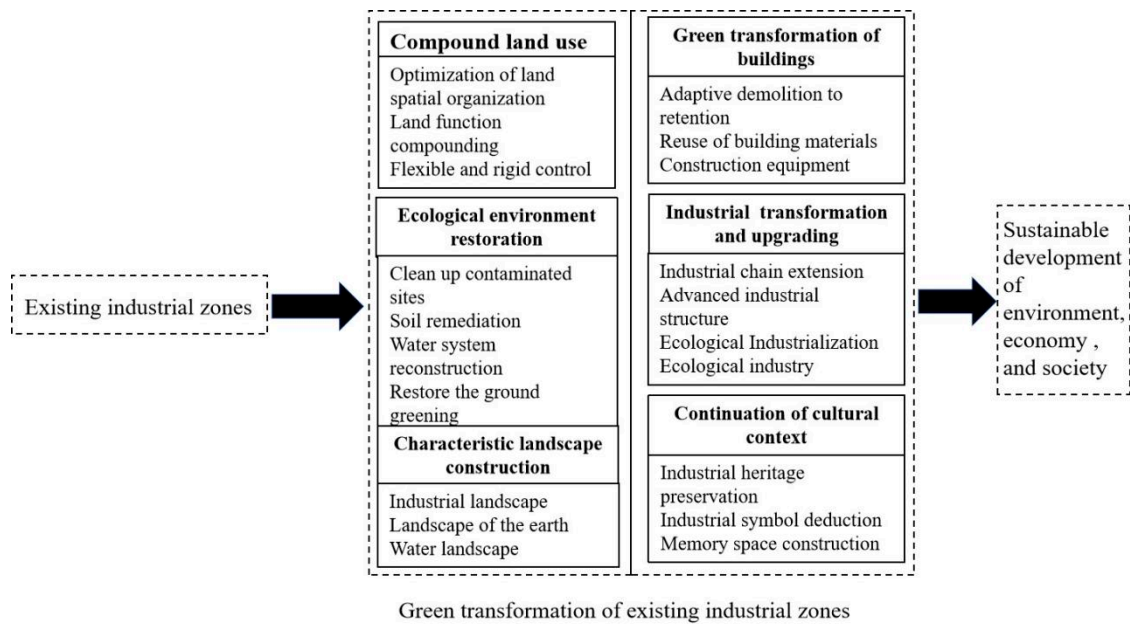 Existing industrial zones
Compound land use
Optimization of land
spatial organization
Land function
compounding
Flexible and rigid control
Ecological environment
restoration
Clean up contaminated
sites
Soil remediation
Water system
reconstruction
Restore the ground
greening
Characteristic landscape
construction
Industrial landscape
Landscape of the earth
Water landscape
Green transformation of
buildings
Adaptive demolition to
retention
Reuse of building materials
Construction equipment
Industrial transformation
and upgrading
Industrial chain extension
Advanced industrial
structure
Ecological Industrialization
Ecological industry
Continuation of cultural
context
Industrial heritage
preservation
Industrial symbol deduction
Memory space construction
Sustainable
development
of
environment,
economy ,
and society
Green transformation of existing industrial zones